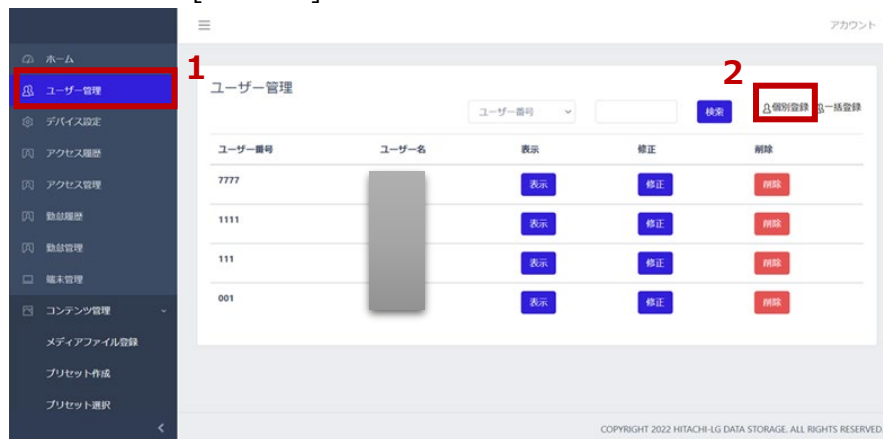 アカウント
ホーム
1
ユーザー管理
ユーザー管理
2
ユーザー番号
検索
個別登録
一括登録
デバイス設定
アクセス履歴
アクセス管理
勤怠履歴
勤怠管理
端末管理
コンテンツ管理
メディアファイル登録
プリセット作成
プリセット選択
ユーザー番号 ユーザー名 表示 修正 削除
7777 表示 修正 削除
1111 表示 修正 削除
111 表示 修正 削除
001 表示 修正 削除
COPYRIGHT 2022 HITACHI-LG DATA STORAGE. ALL RIGHTS RESERVED.